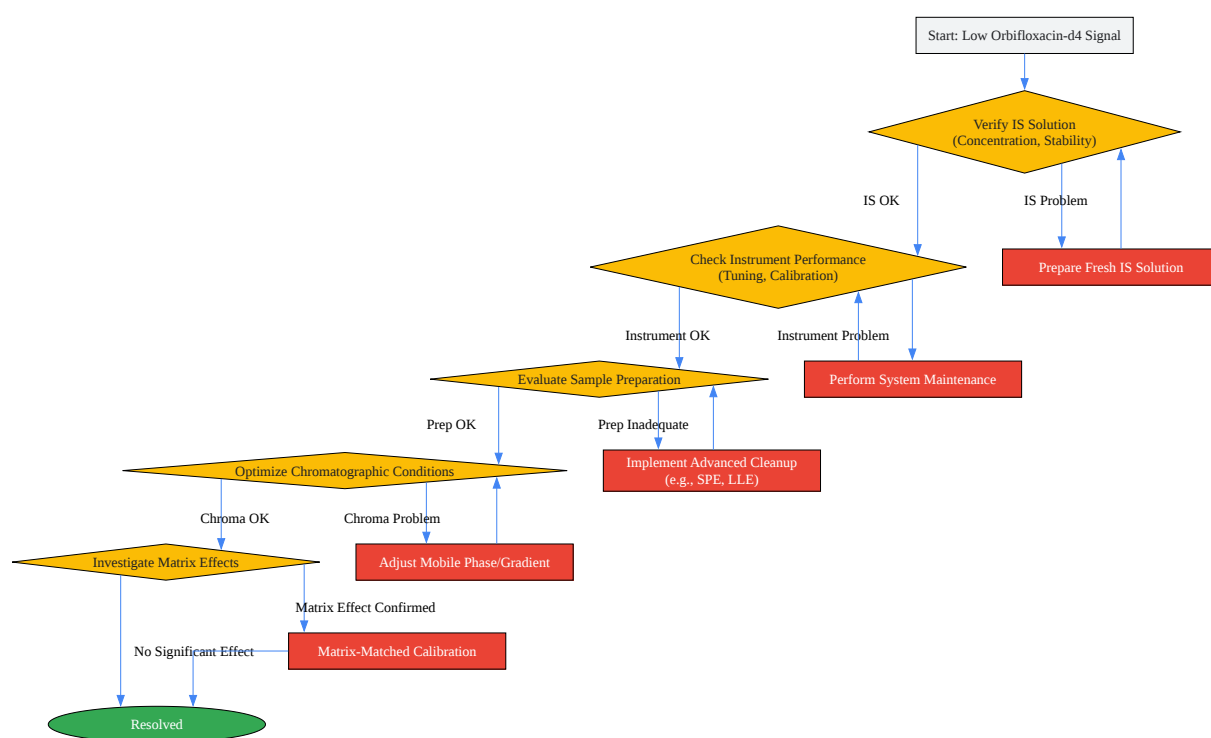 Start: Low Orbifloxacin-d4 Signal
Verify IS Solution
(Concentration, Stability)
IS OK
IS Problem
Check Instrument Performance
(Tuning, Calibration)
Prepare Fresh IS Solution
Instrument OK
Instrument Problem
Evaluate Sample Preparation
Perform System Maintenance
Prep OK
Prep Inadequate
Optimize Chromatographic Conditions
Implement Advanced Cleanup
(e.g., SPE, LLE)
Chroma OK
Chroma Problem
Investigate Matrix Effects
Adjust Mobile Phase/Gradient
Matrix Effect Confirmed
No Significant Effect
Matrix-Matched Calibration
Resolved